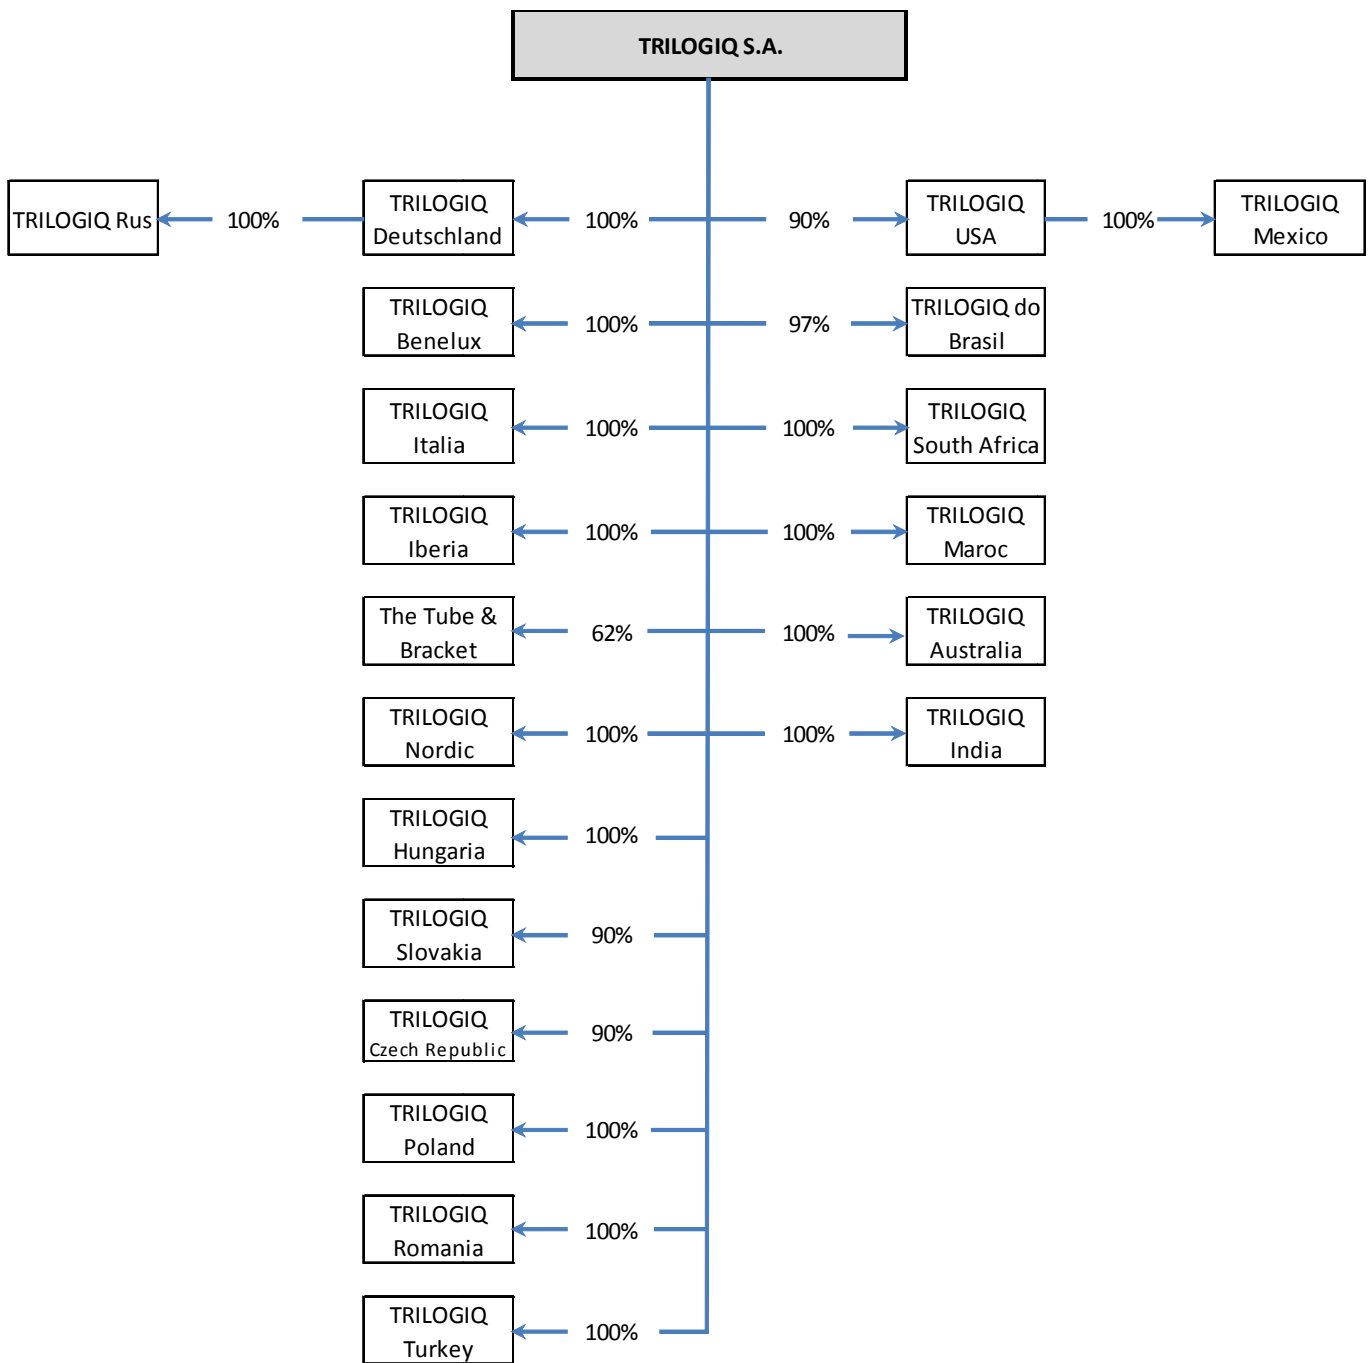 TRILOGIQ S.A.
TRILOGIQ Rus
100%
TRILOGIQ
Deutschland
100%
90%
TRILOGIQ
USA
100%
TRILOGIQ
Mexico
TRILOGIQ
Benelux
100%
97%
TRILOGIQ do
Brasil
TRILOGIQ
Italia
100%
100%
TRILOGIQ
South Africa
TRILOGIQ
Iberia
100%
100%
TRILOGIQ
Maroc
The Tube &
Bracket
62%
100%
TRILOGIQ
Australia
TRILOGIQ
Nordic
100%
100%
TRILOGIQ
India
TRILOGIQ
Hungaria
100%
TRILOGIQ
Slovakia
90%
TRILOGIQ
Czech Republic
90%
TRILOGIQ
Poland
100%
TRILOGIQ
Romania
100%
TRILOGIQ
Turkey
100%